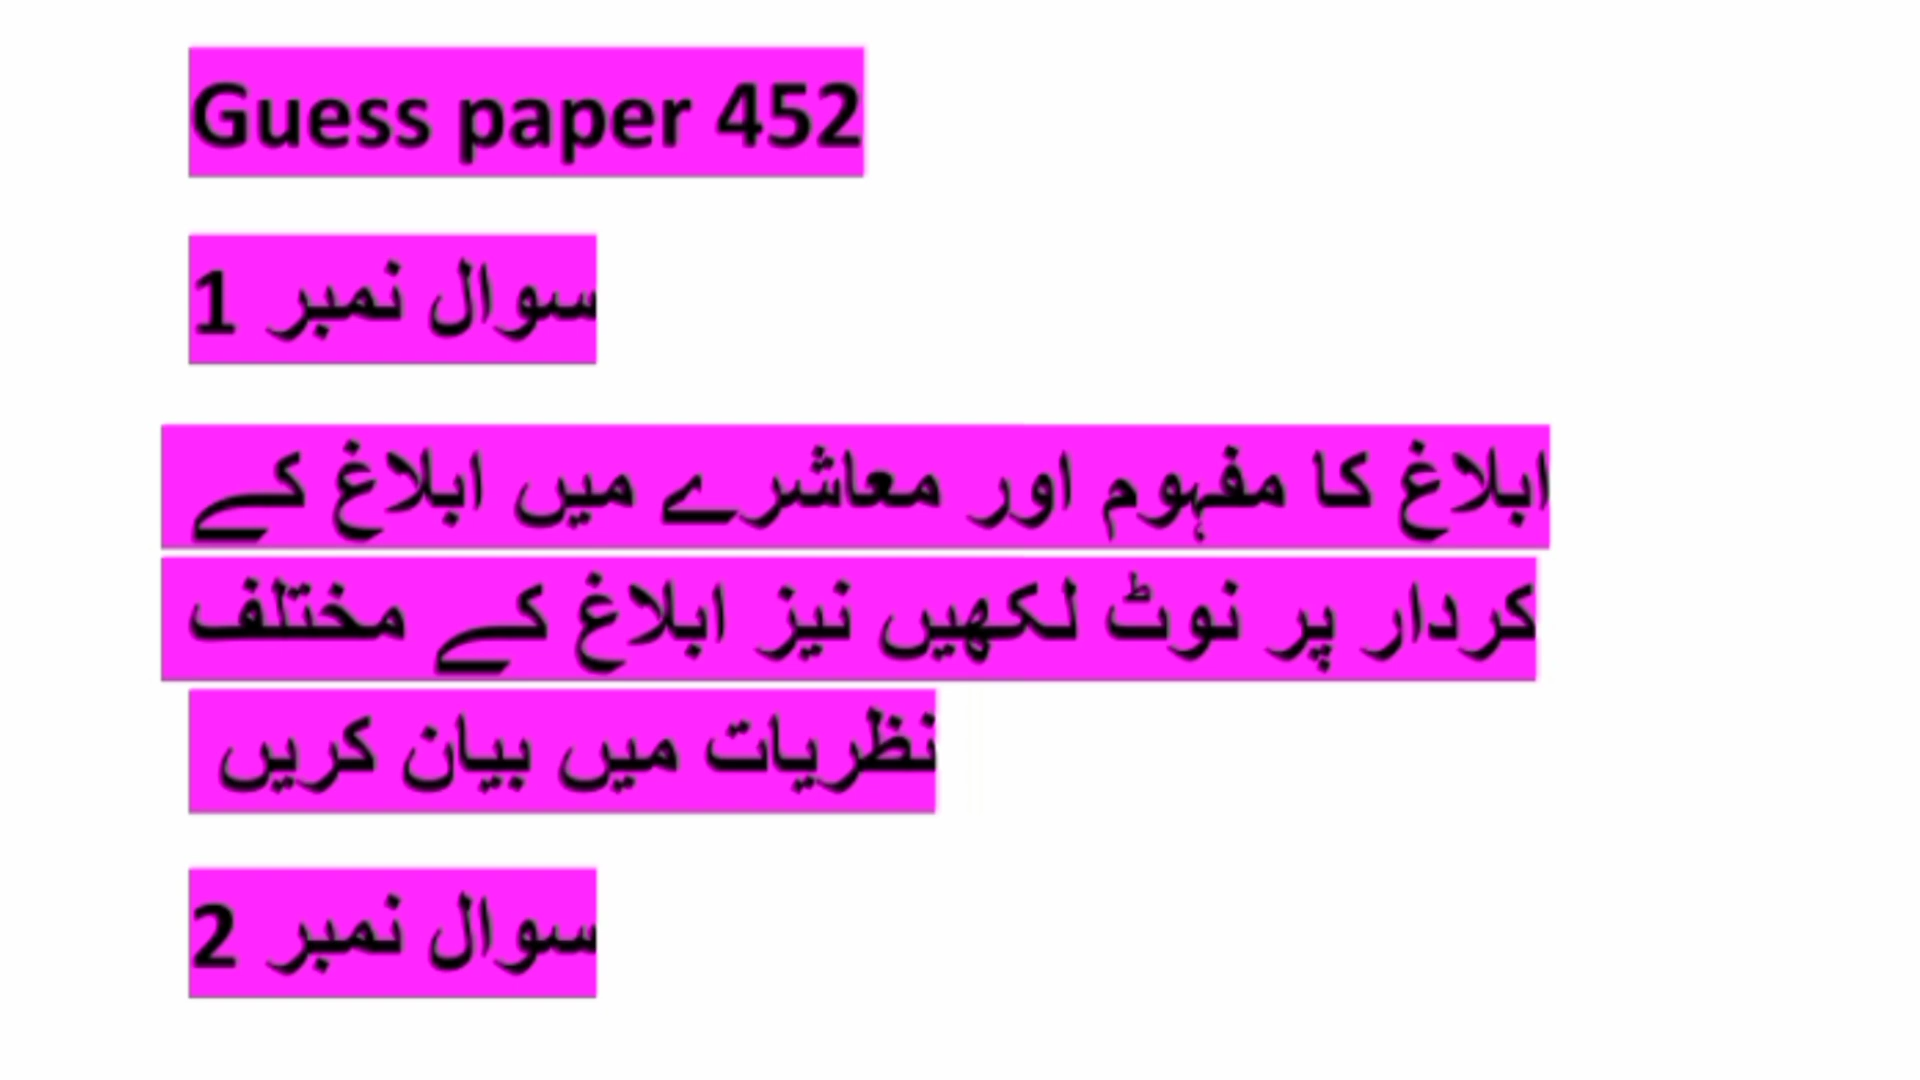 Guess paper 452
سوال نمبر 1
ابلاغ کا مفہوم اور معاشرے میں ابلاغ کے
کردار پر نوٹ لکھیں نیز ابلاغ کے مختلف
نظریات میں بیان کریں
سوال نمبر 2